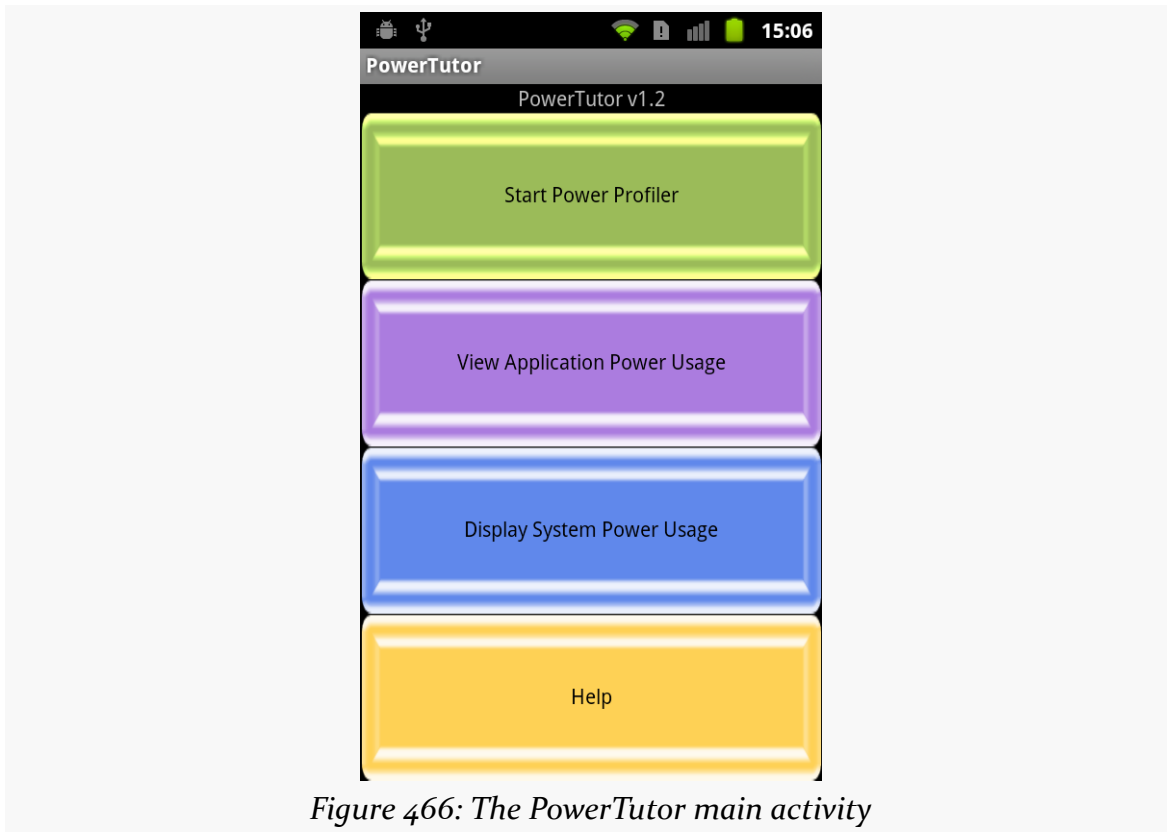 15:06
PowerTutor
PowerTutor v1.2
Start Power Profiler
View Application Power Usage
Display System Power Usage
Help
Figure 466: The PowerTutor main activity